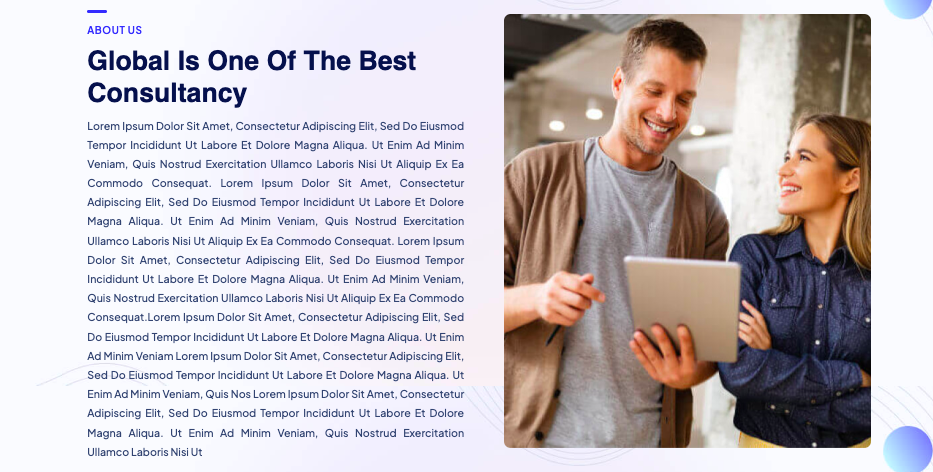 ABOUT US
Global Is One Of The Best
Consultancy
Lorem Ipsum Dolor Sit Amet, Consectetur Adipiscing Elit, Sed Do Eiusmod
Tempor Incididunt Ut Labore Et Dolore Magna Aliqua. Ut Enim Ad Minim
Veniam, Quis Nostrud Exercitation Ullamco Laboris Nisi Ut Aliquip Ex Ea
Commodo Consequat. Lorem Ipsum Dolor Sit Amet, Consectetur
Adipiscing Elit, Sed Do Eiusmod Tempor Incididunt Ut Labore Et Dolore
Magna Aliqua. Ut Enim Ad Minim Veniam, Quis Nostrud Exercitation
Ullamco Laboris Nisi Ut Aliquip Ex Ea Commodo Consequat. Lorem Ipsum
Dolor Sit Amet, Consectetur Adipiscing Elit, Sed Do Eiusmod Tempor
Incididunt Ut Labore Et Dolore Magna Aliqua. Ut Enim Ad Minim Veniam,
Quis Nostrud Exercitation Ullamco Laboris Nisi Ut Aliquip Ex Ea Commodo
Consequat.Lorem Ipsum Dolor Sit Amet, Consectetur Adipiscing Elit, Sed
Do Eiusmod Tempor Incididunt Ut Labore Et Dolore Magna Aliqua. Ut Enim
Ad Minim Veniam Lorem Ipsum Dolor Sit Amet, Consectetur Adipiscing Elit,
Sed Do Eiusmod Tempor Incididunt Ut Labore Et Dolore Magna Aliqua. Ut
Enim Ad Minim Veniam, Quis Nos Lorem Ipsum Dolor Sit Amet, Consectetur
Adipiscing Elit, Sed Do Eiusmod Tempor Incididunt Ut Labore Et Dolore
Magna Aliqua. Ut Enim Ad Minim Veniam, Quis Nostrud Exercitation
Ullamco Laboris Nisi Ut